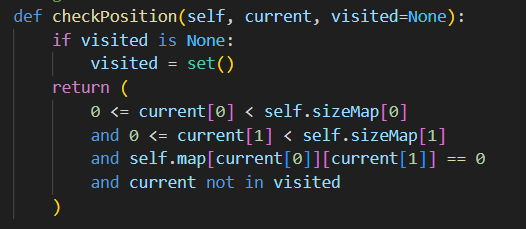 def checkPosition(self, current, visited=None):
    if visited is None:
        visited = set()
    return (
        0 <= current[0] < self.sizeMap[0]
        and 0 <= current[1] < self.sizeMap[1]
        and self.map[current[0]][current[1]] == 0
        and current not in visited
    )